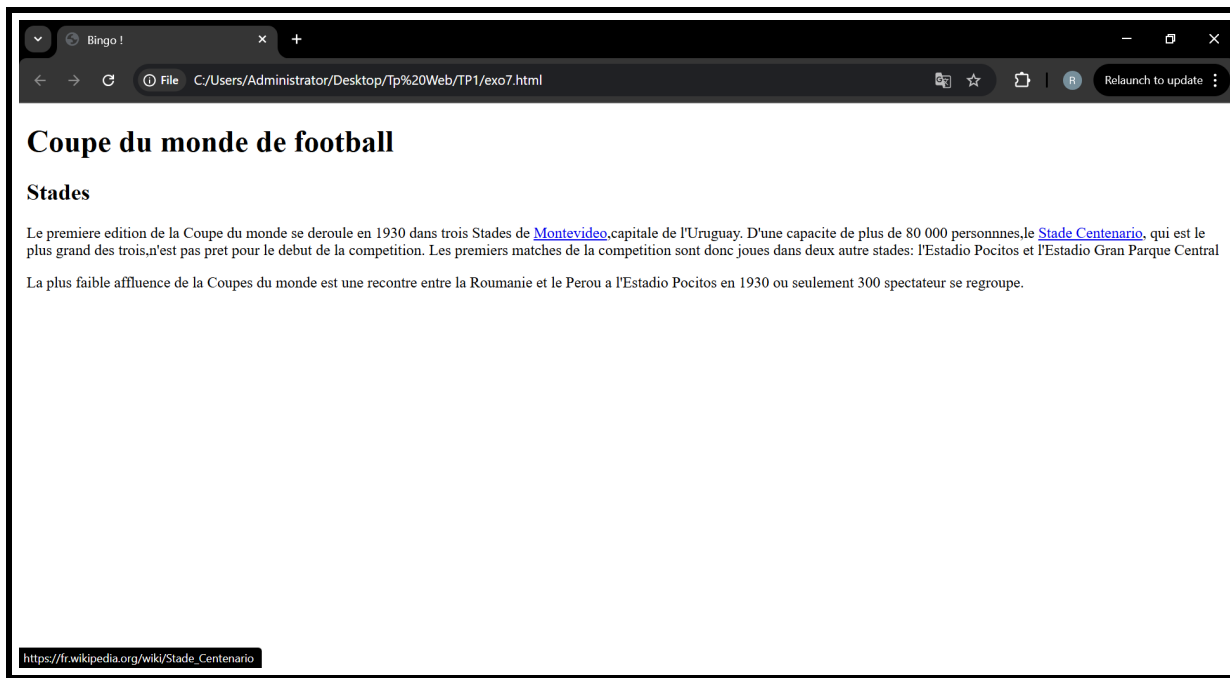 Bingo !
File C:/Users/Administrator/Desktop/Tp%20Web/TP1/exo7.html R Relaunch to update
Coupe du monde de football
Stades
Le premiere edition de la Coupe du monde se deroule en 1930 dans trois Stades de Montevideo,capitale de l'Uruguay. D'une capacite de plus de 80 000 personnnes,le Stade Centenario, qui est le
plus grand des trois,n'est pas pret pour le debut de la competition. Les premiers matches de la competition sont donc joues dans deux autre stades: l'Estadio Pocitos et l'Estadio Gran Parque Central
La plus faible affluence de la Coupes du monde est une recontre entre la Roumanie et le Perou a l'Estadio Pocitos en 1930 ou seulement 300 spectateur se regroupe.
https://fr.wikipedia.org/wiki/Stade_Centenario